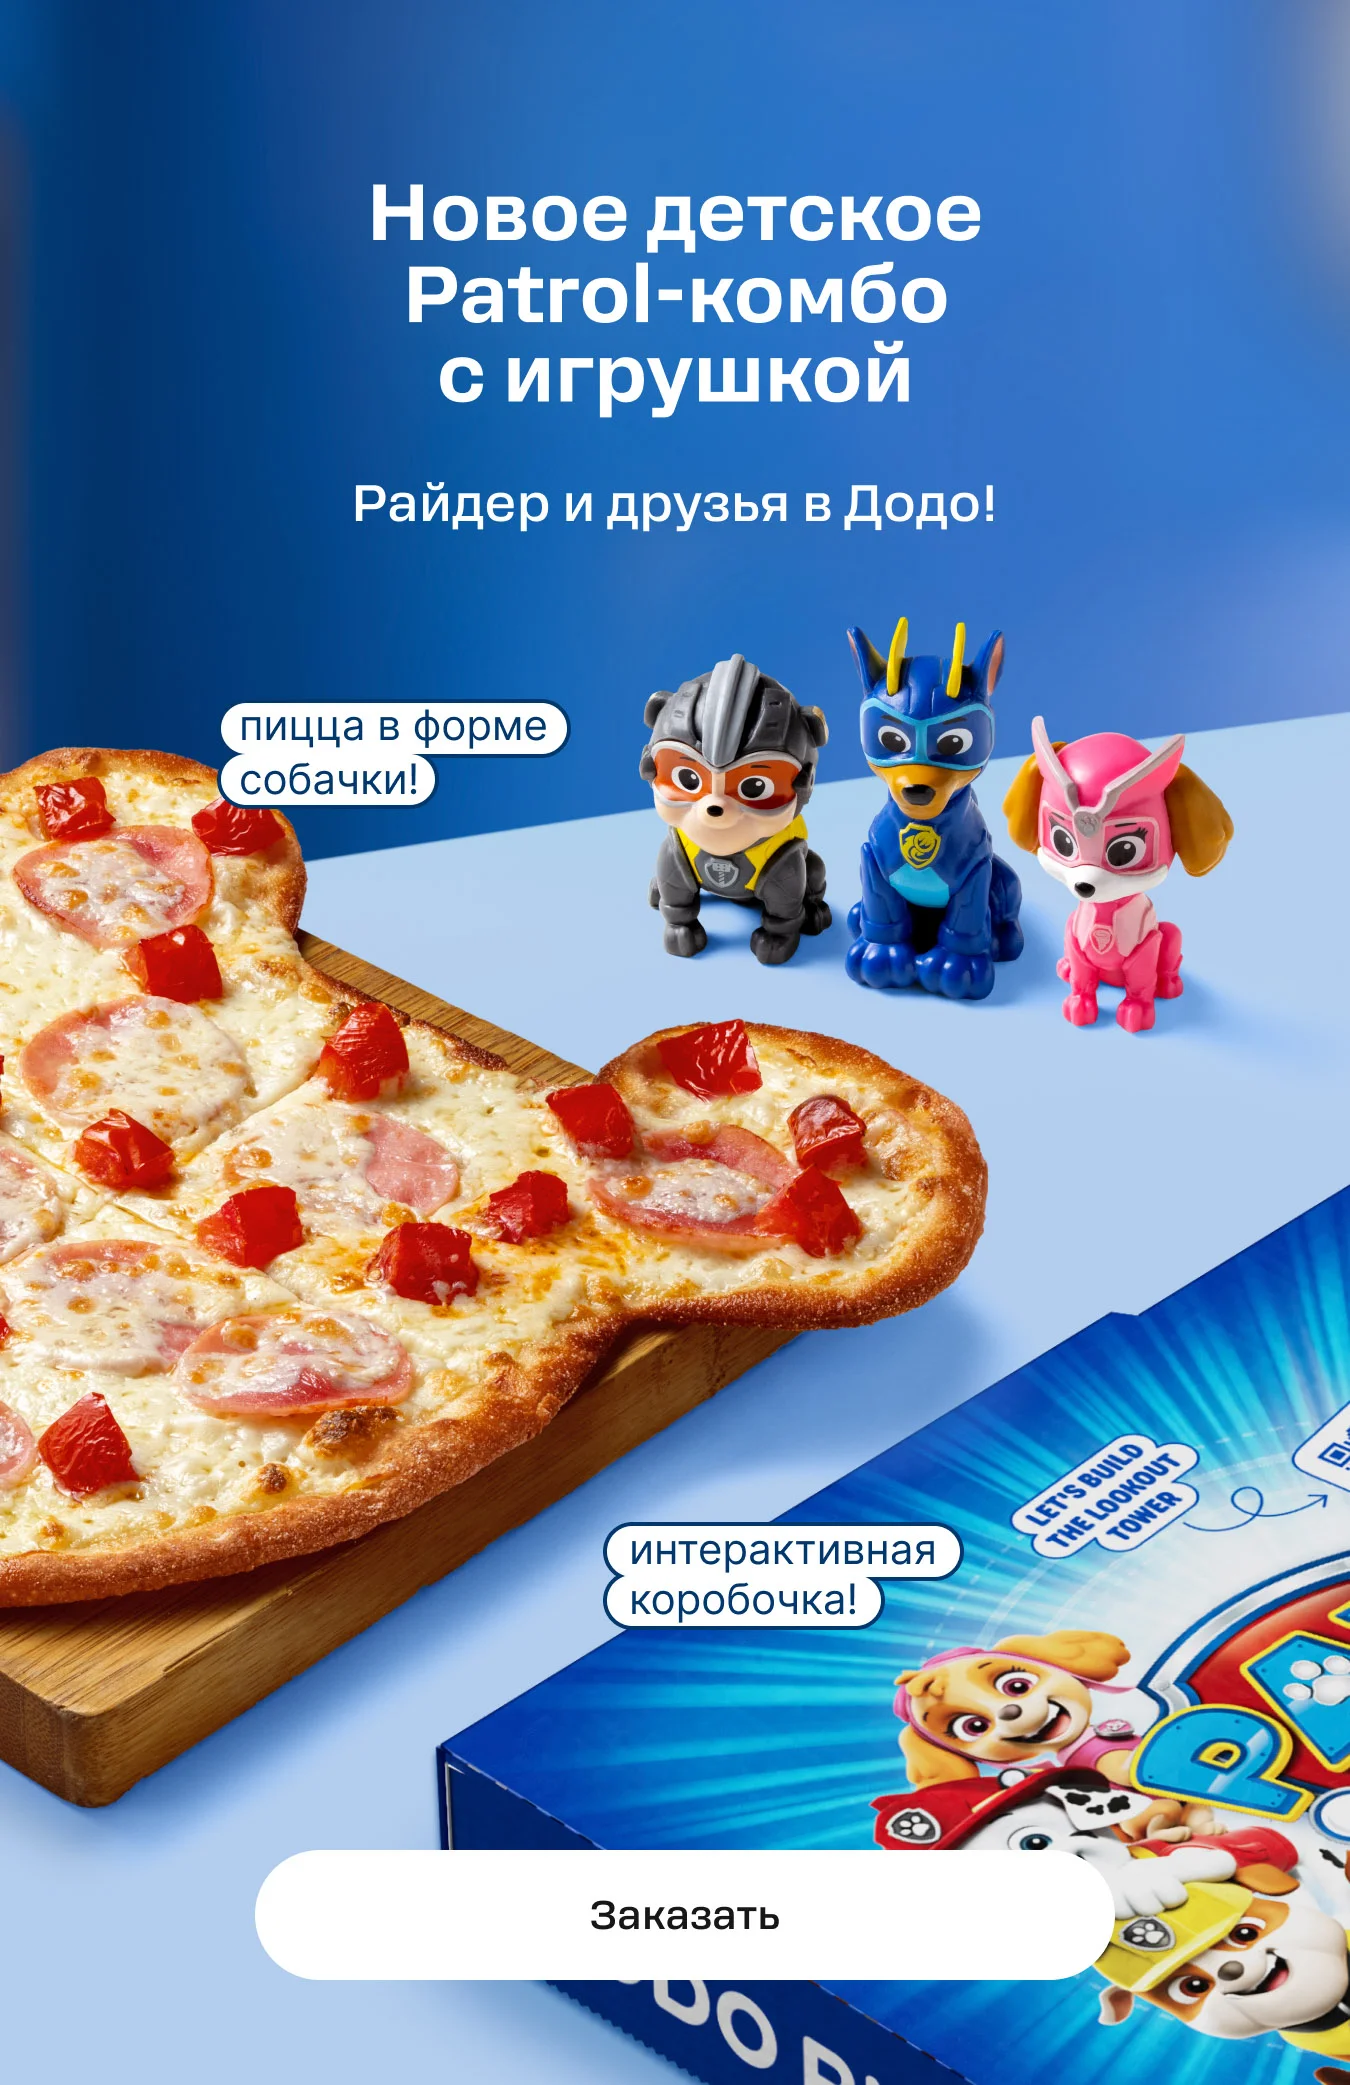 Новое детское
Patrol-комбо
с игрушкой
Райдер и друзья в Додо!
пицца в форме
собачки!
LET'S BUILD
THE LOOKOUT
TOWER
интерактивная
коробочка!
Заказать